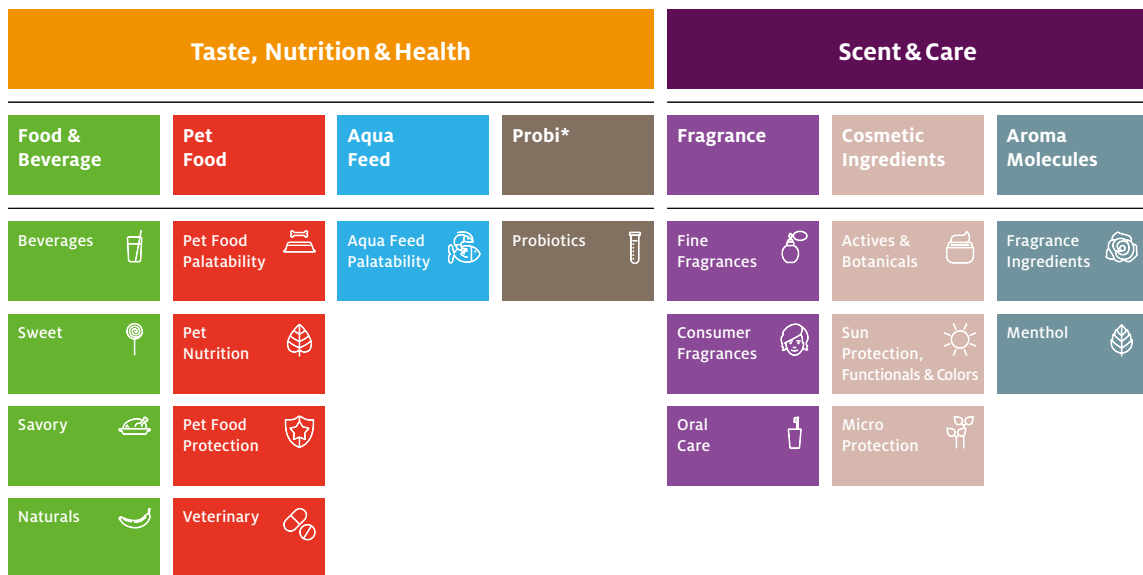 Taste, Nutrition & Health
Scent & Care
Food &
Beverage
Pet
Food
Aqua
Feed
Probi*
Fragrance
Cosmetic
Ingredients
Aroma
Molecules
Beverages
Pet Food
Palatability
Aqua Feed
Palatability
Probiotics
Fine
Fragrances
Actives &
Botanicals
Fragrance
Ingredients
Sweet
Pet
Nutrition
Consumer
Fragrances
Sun
Protection,
Functionals & Colors
Menthol
Savory
Pet Food
Protection
Oral
Care
Micro
Protection
Naturals
Veterinary